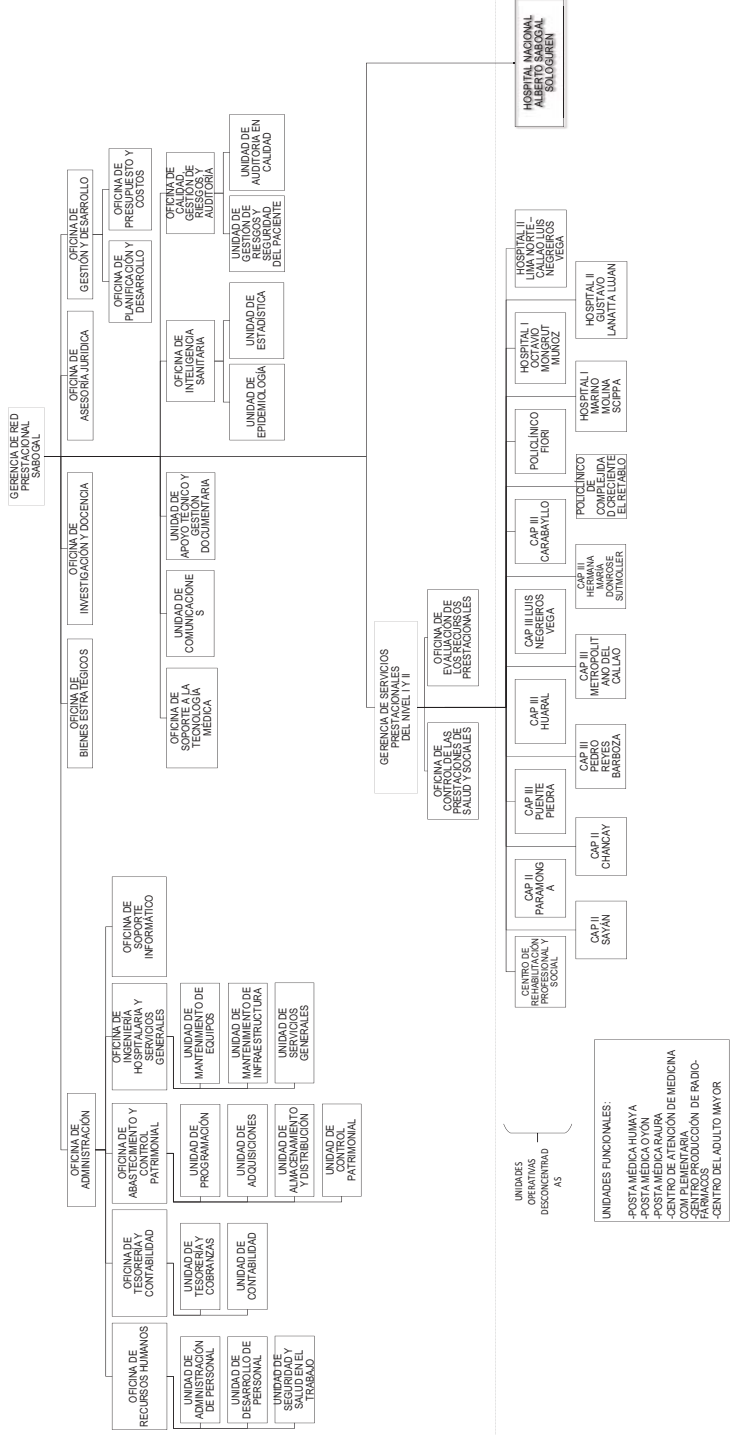 GERENCIA DE RED
PRESTACIONAL
SABOGAL
OFICINA DE
ADMINISTRACIÓN
OFICINA DE
BIENES ESTRATÉGICOS
OFICINA DE
INVESTIGACIÓN Y DOCENCIA
OFICINA DE
ASESORÍA JURIDICA
OFICINA DE
GESTIÓN Y DESARROLLO
OFICINA DE
PLANIFICACIÓN Y
DESARROLLO
OFICINA DE
PRESUPUESTO Y
COSTOS
OFICINA DE
RECURSOS HUMANOS
OFICINA DE
TESORERÍA Y
CONTABILIDAD
OFICINA DE
ABASTECIMIENTO Y
CONTROL
PATRIMONIAL
OFICINA DE
INGENIERÍA
HOSPITALARIA Y
SERVICIOS
GENERALES
OFICINA DE
SOPORTE
INFORMÁTICO
UNIDAD DE
ADMINISTRACIÓN
DE PERSONAL
UNIDAD DE
DESARROLLO DE
PERSONAL
UNIDAD DE
SEGURIDAD Y
SALUD EN EL
TRABAJO
UNIDAD DE
TESORERÍA Y
COBRANZAS
UNIDAD DE
CONTABILIDAD
UNIDAD DE
PROGRAMACIÓN
UNIDAD DE
ADQUISICIONES
UNIDAD DE
ALMACENAMIENTO
Y DISTRIBUCIÓN
UNIDAD DE
CONTROL
PATRIMONIAL
UNIDAD DE
MANTENIMIENTO DE
EQUIPOS
UNIDAD DE
MANTENIMIENTO DE
INFRAESTRUCTURA
UNIDAD DE
SERVICIOS
GENERALES
OFICINA DE
SOPORTE A LA
TECNOLOGÍA
MEDICA
UNIDAD DE
COMUNICACIONE
S
UNIDAD DE
APOYO TÉCNICO Y
GESTIÓN
DOCUMENTARIA
OFICINA DE
INTELIGENCIA
SANITARIA
UNIDAD DE
EPIDEMIOLOGÍA
UNIDAD DE
ESTADÍSTICA
OFICINA DE
CALIDAD,
GESTIÓN DE
RIESGOS Y
AUDITORÍA
UNIDAD DE
GESTIÓN DE
RIESGOS Y
SEGURIDAD
DEL PACIENTE
UNIDAD DE
AUDITORIA EN
CALIDAD
GERENCIA DE SERVICIOS
PRESTACIONALES
DEL NIVEL I Y II
OFICINA DE
CONTROL DE LAS
PRESTACIONES DE
SALUD Y SOCIALES
OFICINA DE
EVALUACIÓN DE
LOS RECURSOS
PRESTACIONALES
UNIDADES
OPERATIVAS
DESCONCENTRAD
AS
CENTRO DE
REHABILITACIÓN
PROFESIONAL Y
SOCIAL
CAP II
PARAMONG
A
CAP III
PUENTE
PIEDRA
CAP III
HUARAL
CAP III LUIS
NEGREIROS
VEGA
CAP III
CARABAYLLO
POLICLÍNICO
FIORI
HOSPITAL I
OCTAVIO
MONGRUT
MUÑOZ
HOSPITAL II
LIMA NORTE –
CALLAO LUIS
NEGREIROS
VEGA
HOSPITAL NACIONAL
ALBERTO SABOGAL
SOLOGUREN
CAP II
SAYÁN
CAP II
CHANCAY
CAP III
PEDRO
REYES
BARBOZA
CAP III
METROPOLIT
ANO DEL
CALLAO
CAP III
HERMANA
MARIA
DONROSE
SUTMOLLER
POLICLÍNICO
DE
COMPLEJIDA
D CRECIENTE
EL RETABLO
HOSPITAL I
MARINO
MOLINA
SCIPPA
HOSPITAL II
GUSTAVO
LANATTA LUJAN
UNIDADES FUNCIONALES:
-POSTA MÉDICA HUMAYA
-POSTA MÉDICA OYÓN
-POSTA MÉDICA RAURA
-CENTRO DE ATENCIÓN DE MEDICINA
COMPLEMENTARIA
-CENTRO PRODUCCIÓN DE RADIO-
FÁRMACOS
-CENTRO DEL ADULTO MAYOR